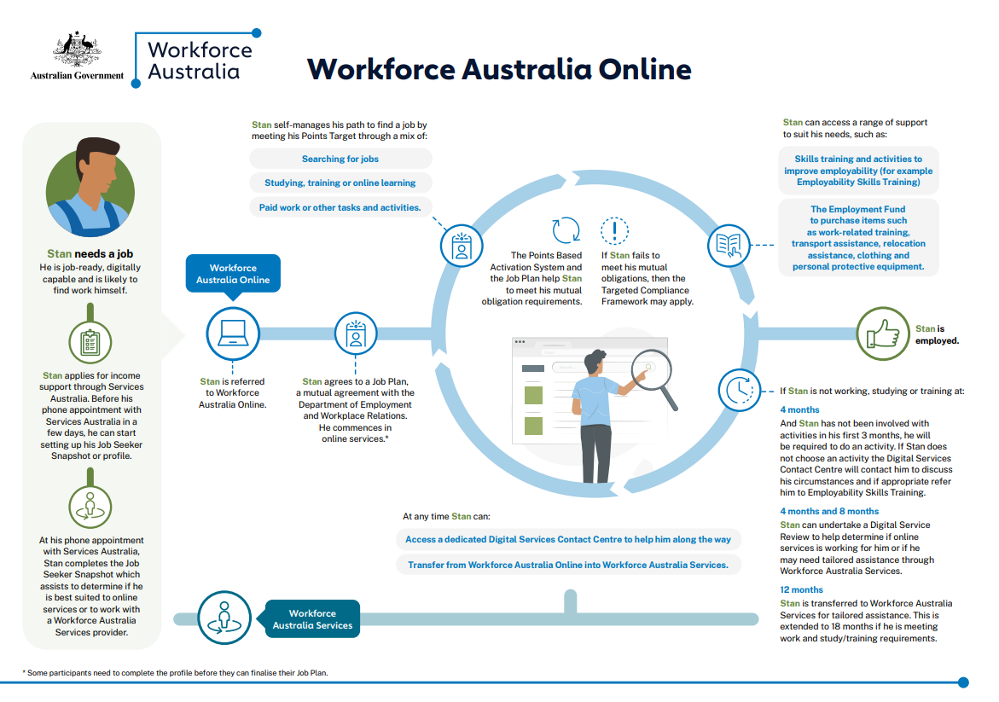 Australian Government
Workforce
Australia
Workforce Australia Online
Stan needs a job
He is job-ready, digitally
capable and is likely to
find work himself.
Stan applies for income
support through Services
Australia. Before his
phone appointment with
Services Australia in a
few days, he can start
setting up his Job Seeker
Snapshot or profile.
At his phone appointment
with Services Australia,
Stan completes the Job
Seeker Snapshot which
assists to determine if he
is best suited to online
services or to work with
a Workforce Australia
Services provider.
Workforce
Australia Online
Stan is referred
to Workforce
Australia Online.
Stan agrees to a Job Plan,
a mutual agreement with the
Department of Employment
and Workplace Relations.
He commences in
online services.*
Stan self-manages his path to find a job by
meeting his Points Target through a mix of:
Searching for jobs
Studying, training or online learning
Paid work or other tasks and activities.
The Points Based
Activation System and
the Job Plan help Stan
to meet his mutual
obligation requirements.
If Stan fails to
meet his mutual
obligations, then the
Targeted Compliance
Framework may apply.
Stan can access a range of support
to suit his needs, such as:
Skills training and activities to
improve employability (for example
Employability Skills Training)
The Employment Fund
to purchase items such
as work-related training,
transport assistance, relocation
assistance, clothing and
personal protective equipment.
Stan is
employed.
If Stan is not working, studying or training at:
4 months
And Stan has not been involved with
activities in his first 3 months, he will
be required to do an activity. If Stan does
not choose an activity the Digital Services
Contact Centre will contact him to discuss
his circumstances and if appropriate refer
him to Employability Skills Training.
4 months and 8 months
Stan can undertake a Digital Service
Review to help determine if online
services is working for him or if he
may need tailored assistance through
Workforce Australia Services.
12 months
Stan is transferred to Workforce Australia
Services for tailored assistance. This is
extended to 18 months if he is meeting
work and study/training requirements.
At any time Stan can:
Access a dedicated Digital Services Contact Centre to help him along the way
Transfer from Workforce Australia Online into Workforce Australia Services.
Workforce
Australia Services
* Some participants need to complete the profile before they can finalise their Job Plan.